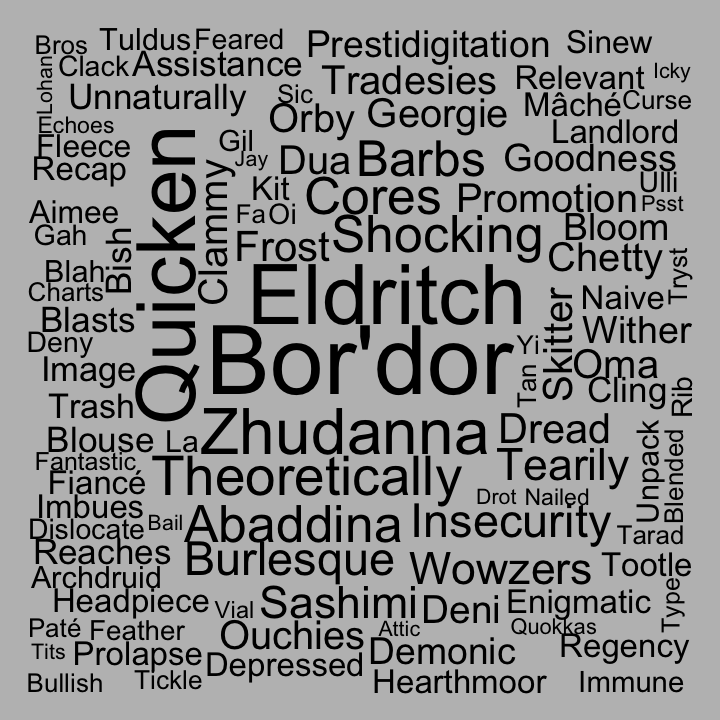 Bros
Tuldus
Feared
Prestidigitation
Sinew
Lohan
Clack
Assistance
Tradesies
Relevant
Icky
Unnaturally
Sic
Orby
Georgie
Mâché
Curse
Echoes
Fleece
Gil
Landlord
Recap
Quicken
Jay
Dua
Barbs
Goodness
Clammy
Kit
Cores
Promotion
Ulli
Psst
Aimee
Fa
Oi
Gah
Bish
Frost
Shocking
Bloom
Chetty
Tryst
Blah
Charts
Eldritch
Naive
Blasts
Skitter
Wither
Deny
Bor'dor
Yi
Image
Tan
Oma
Cling
Rib
Trash
Blouse
La
Zhudanna
Dread
Unpack
Blended
Fantastic
Fiancé
Theoretically
Tearily
Imbues
Drot
Nailed
Dislocate
Bail
Abaddina
Insecurity
Tarad
Reaches
Burlesque
Wowzers
Tootle
Archdruid
Headpiece
Vial
Sashimi
Deni
Enigmatic
Type
Paté
Feather
Ouchies
Attic
Quokkas
Tits
Prolapse
Depressed
Demonic
Regency
Bullish
Tickle
Hearthmoor
Immune